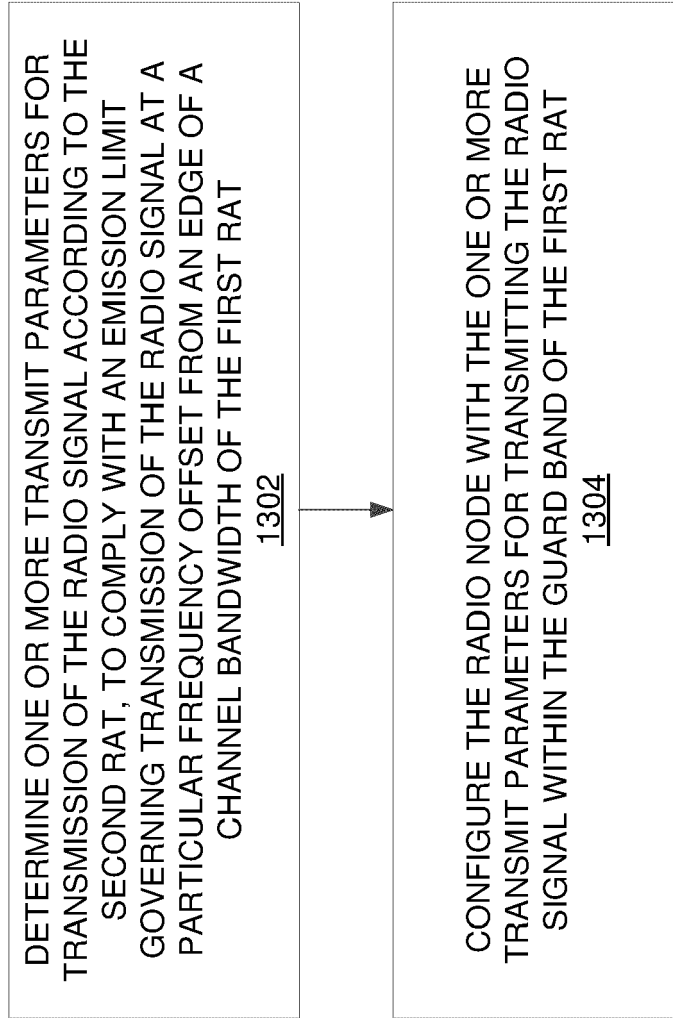 DETERMINE ONE OR MORE TRANSMIT PARAMETERS FOR
TRANSMISSION OF THE RADIO SIGNAL ACCORDING TO THE
SECOND RAT, TO COMPLY WITH AN EMISSION LIMIT
GOVERNING TRANSMISSION OF THE RADIO SIGNAL AT A
PARTICULAR FREQUENCY OFFSET FROM AN EDGE OF A
CHANNEL BANDWIDTH OF THE FIRST RAT
1302
CONFIGURE THE RADIO NODE WITH THE ONE OR MORE
TRANSMIT PARAMETERS FOR TRANSMITTING THE RADIO
SIGNAL WITHIN THE GUARD BAND OF THE FIRST RAT
1304